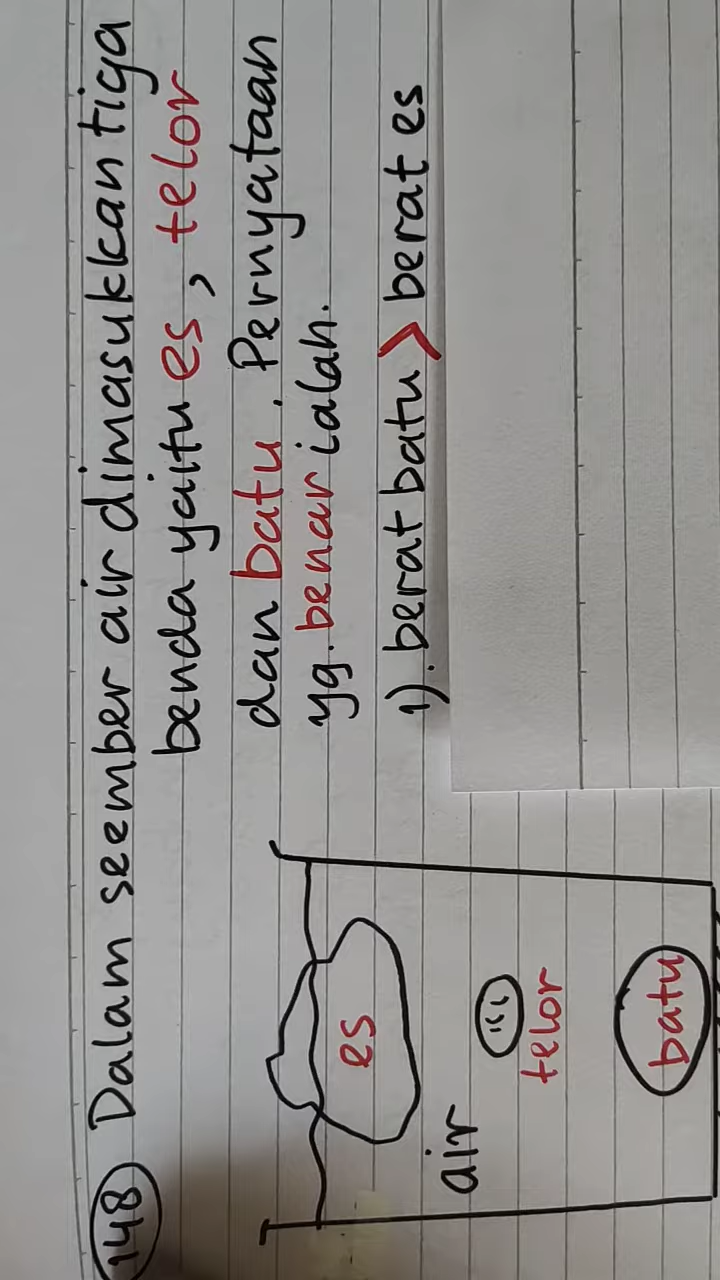 148 Dalam seember air dimasukkan tiga
benda yaitu es, telor
dan batu. Pernyataan
yg. benar ialah.
1). berat batu > berat es
es
air
telor
batu